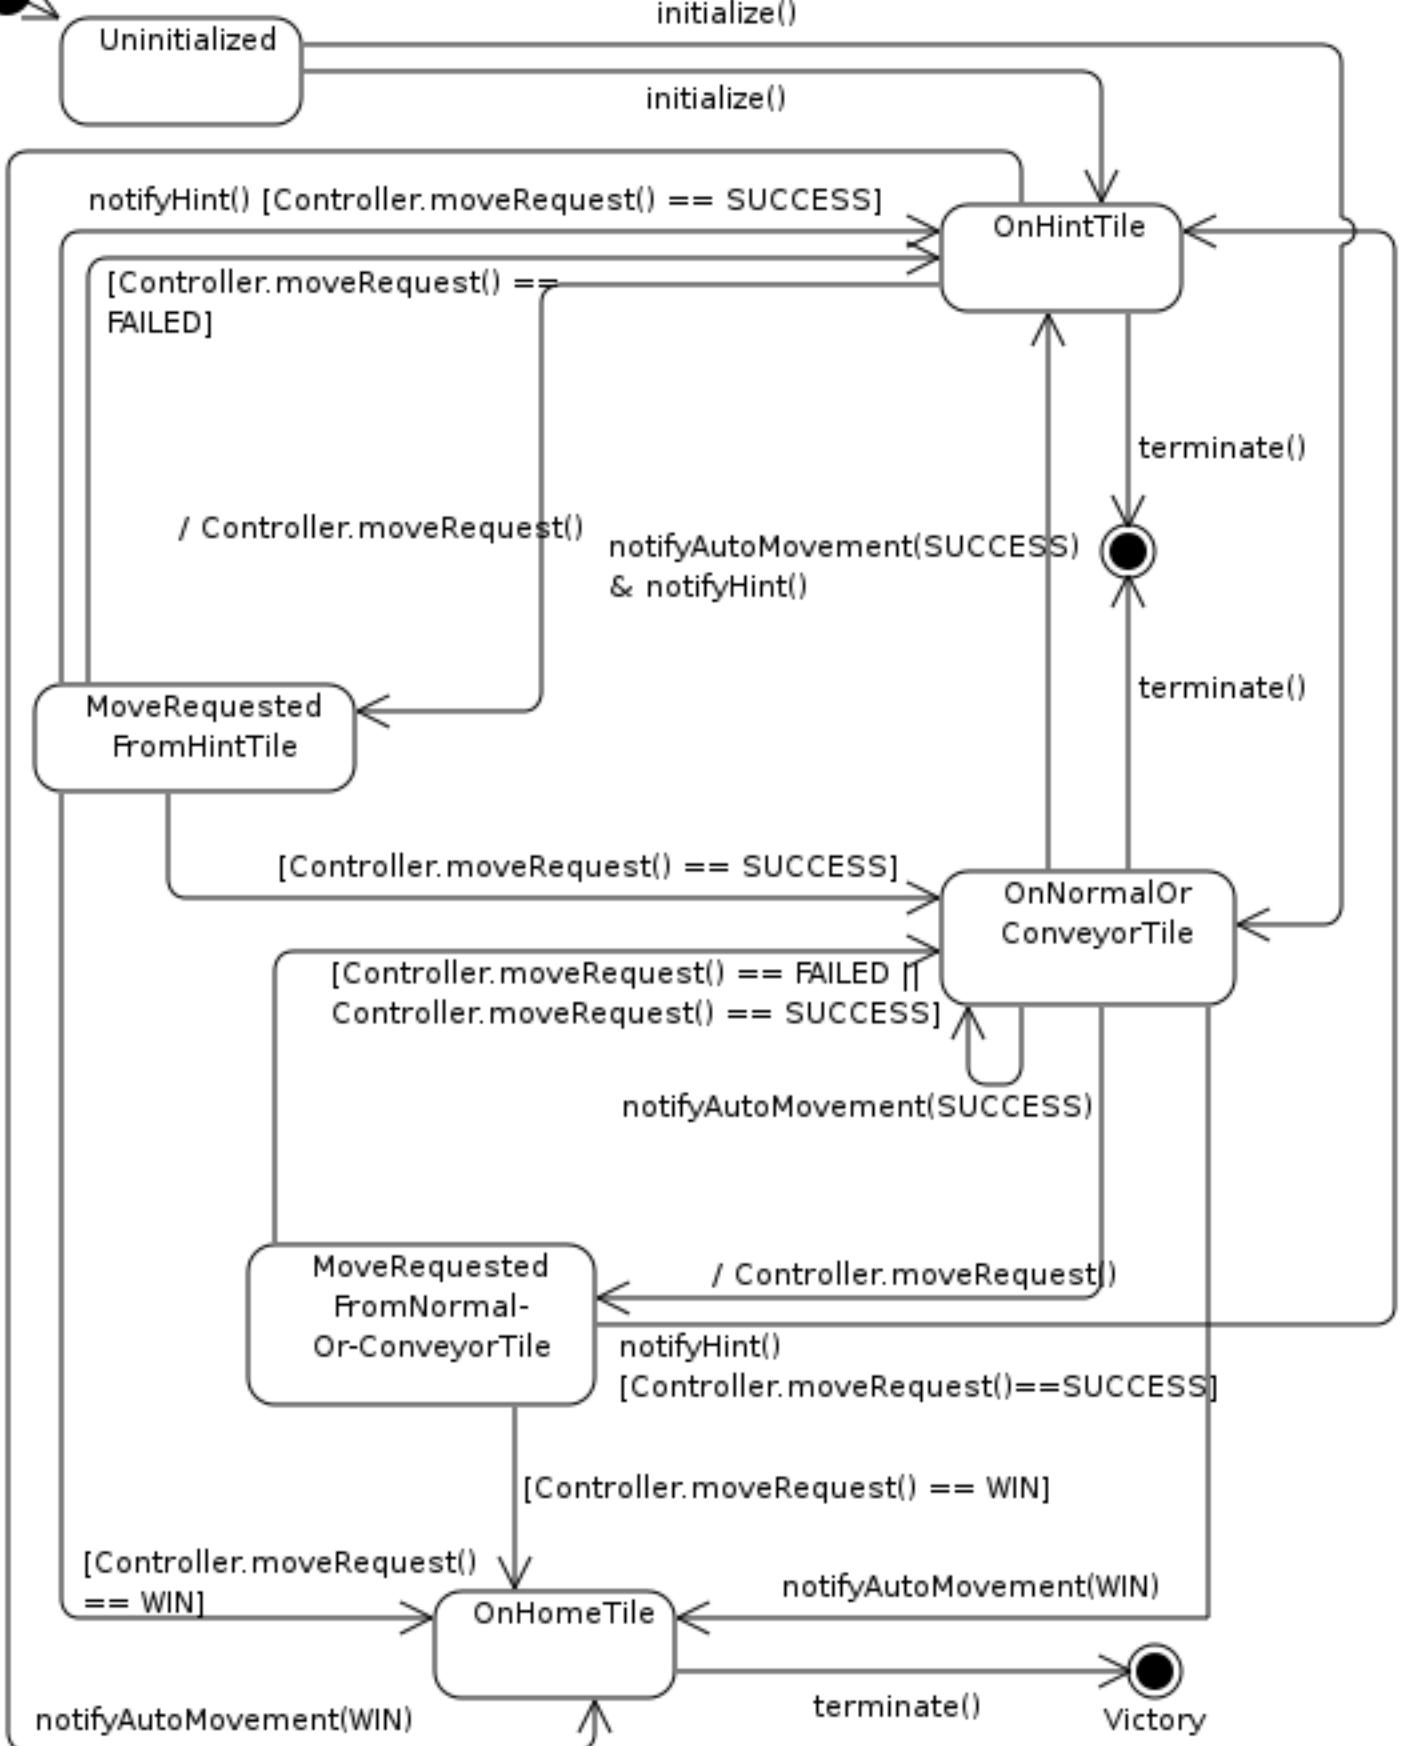 initialize()
Uninitialized
initialize()
notifyHint() [Controller.moveRequest() == SUCCESS]
OnHintTile
[Controller.moveRequest() ==
FAILED]
terminate()
/ Controller.moveRequest()
notifyAutoMovement(SUCCESS)
& notifyHint()
terminate()
MoveRequested
FromHintTile
[Controller.moveRequest() == SUCCESS]
OnNormalOr
ConveyorTile
[Controller.moveRequest() == FAILED ||
Controller.moveRequest() == SUCCESS]
notifyAutoMovement(SUCCESS)
MoveRequested
FromNormal-
Or-ConveyorTile
/ Controller.moveRequest()
notifyHint()
[Controller.moveRequest()==SUCCESS]
[Controller.moveRequest() == WIN]
[Controller.moveRequest()
== WIN]
notifyAutoMovement(WIN)
OnHomeTile
terminate()
Victory
notifyAutoMovement(WIN)